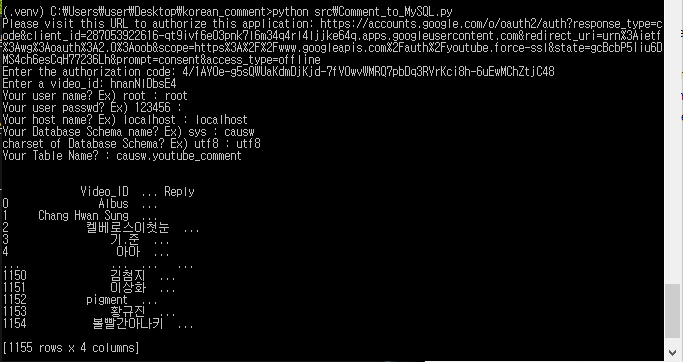 (.venv) C:₩Users₩user₩Desktop₩korean_comment>python src₩Comment_to_MySQL.py
Please visit this URL to authorize this application: https://accounts.google.com/o/oauth2/auth?response_type=c
ode&client_id=287053922616-qt9ivf6e03pnk7l6m34q4rl4ljjke64q.apps.googleusercontent.com&redirect_uri=urn%3Aietf
%3Awg%3Aoauth%3A2.0%3Aoob&scope=https%3A%2F%2Fwww.googleapis.com%2Fauth%2Fyoutube.force-ssl&state=gcBcbP5liu6D
MS4ch6esCqH77236Lh&prompt=consent&access_type=offline
Enter the authorization code: 4/1AY0e-g5sQWUaKdmDjKjd-7fV0wvWMRQ7pbDq3RVrKci8h-6uEwMChZtjC48
Enter a video_id: hnanNIDbsE4
Your user name? Ex) root : root
Your user passwd? Ex) 123456 :
Your host name? Ex) localhost : localhost
Your Database Schema name? Ex) sys : causw
charset of Database Schema? Ex) utf8 : utf8
Your Table Name? : causw.youtube_comment
Video_ID ... Reply
0 Albus ...
1 Chang Hwan Sung ...
2 켈베로스이첫눈 ...
3 기.준 ...
4 아아 ...
... ... ... ...
1150 김첨지 ...
1151 이상화 ...
1152 pigment ...
1153 황규진 ...
1154 볼빨간아나키 ...
[1155 rows x 4 columns]